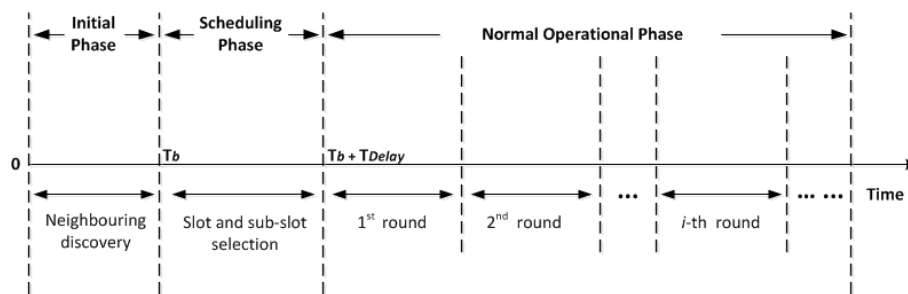 Initial
Phase
Scheduling
Phase
Normal Operational Phase
0
Tb
Tb + TDelay
...
... ...
Time
Neighbouring
discovery
Slot and sub-slot
selection
1st round
2nd round
i-th round